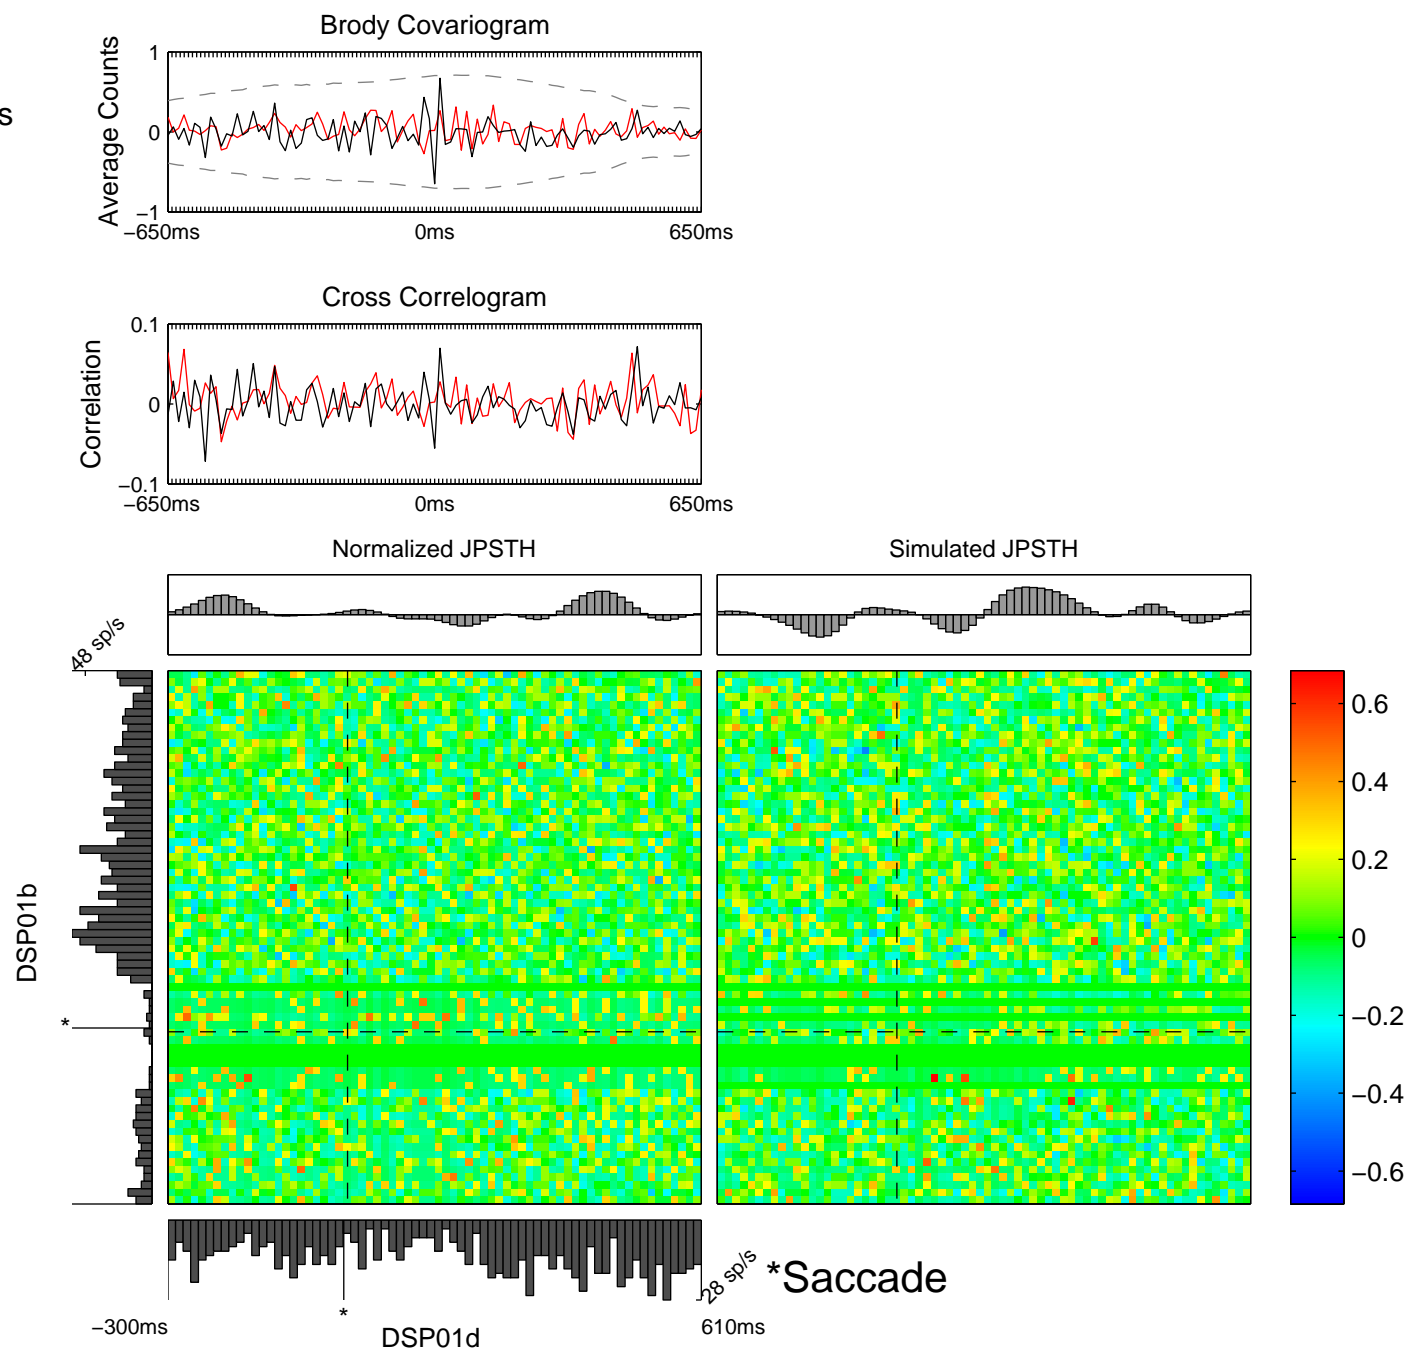 Brody Covariogram
s
Average Counts
1
0
−1
−650ms
0ms
650ms
Cross Correlogram
Correlation
0.1
0
−0.1
−650ms
0ms
650ms
Normalized JPSTH
Simulated JPSTH
48 sp/s
DSP01b
*
0.6
0.4
0.2
0
−0.2
−0.4
−0.6
28 sp/s
*Saccade
*
−300ms
DSP01d
610ms